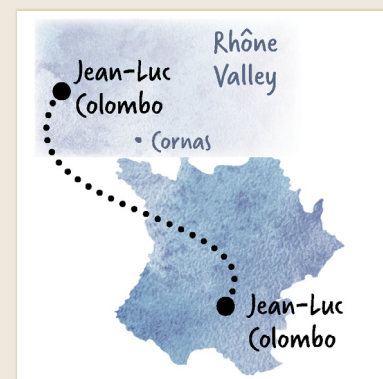 Rhône
Valley
Jean-Luc
Colombo
Cornas
Jean-Luc
Colombo